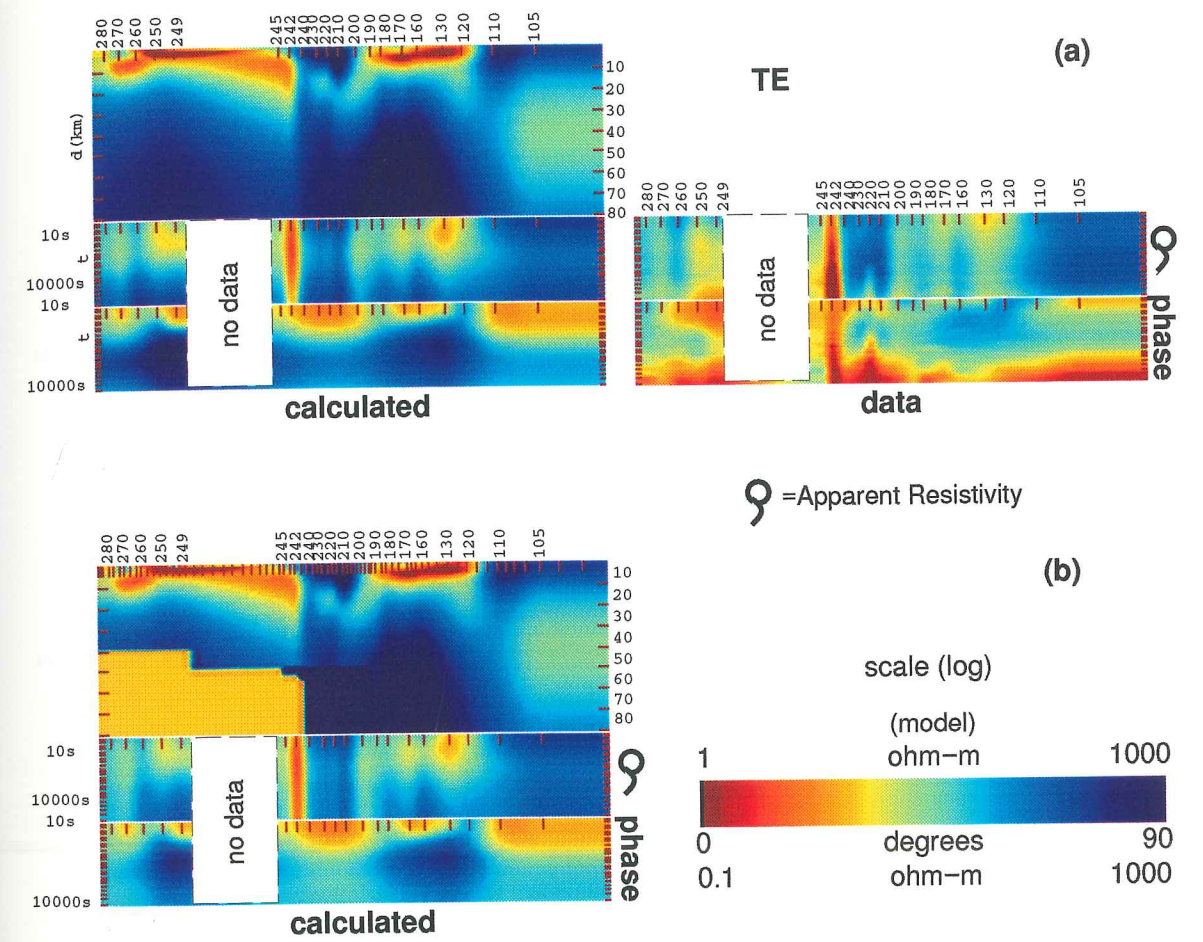 (a)
TE
280 270 260 250 249 245 242 240 230 220 210 200 190 180 170 160 130 120 110 105
d (km)
10
20
30
40
50
60
70
80
10s
t
10000s
10s
t
10000s
no data
calculated
280 270 260 250 249 245 242 240 230 220 210 200 190 180 170 160 130 120 110 105
no data
phase
data
=Apparent Resistivity
(b)
280 270 260 250 249 245 242 240 230 220 210 200 190 180 170 160 130 120 110 105
10
20
30
40
50
60
70
80
10s
10000s
10s
10000s
no data
phase
calculated
scale (log)
(model)
1 ohm-m 1000
0 degrees 90
0.1 ohm-m 1000